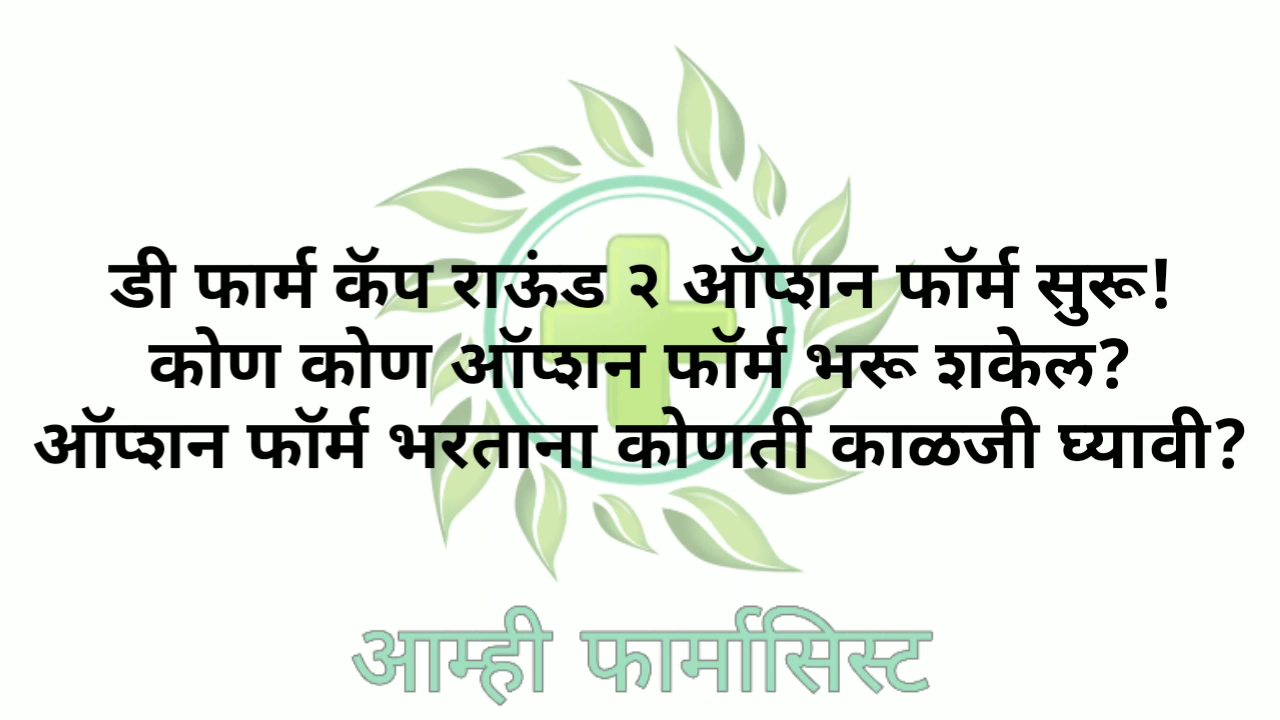 डी फार्म कॅप राऊंड २ ऑप्शन फॉर्म सुरू!
कोण कोण ऑप्शन फॉर्म भरू शकेल?
ऑप्शन फॉर्म भरताना कोणती काळजी घ्यावी?
आम्ही फार्मासिस्ट